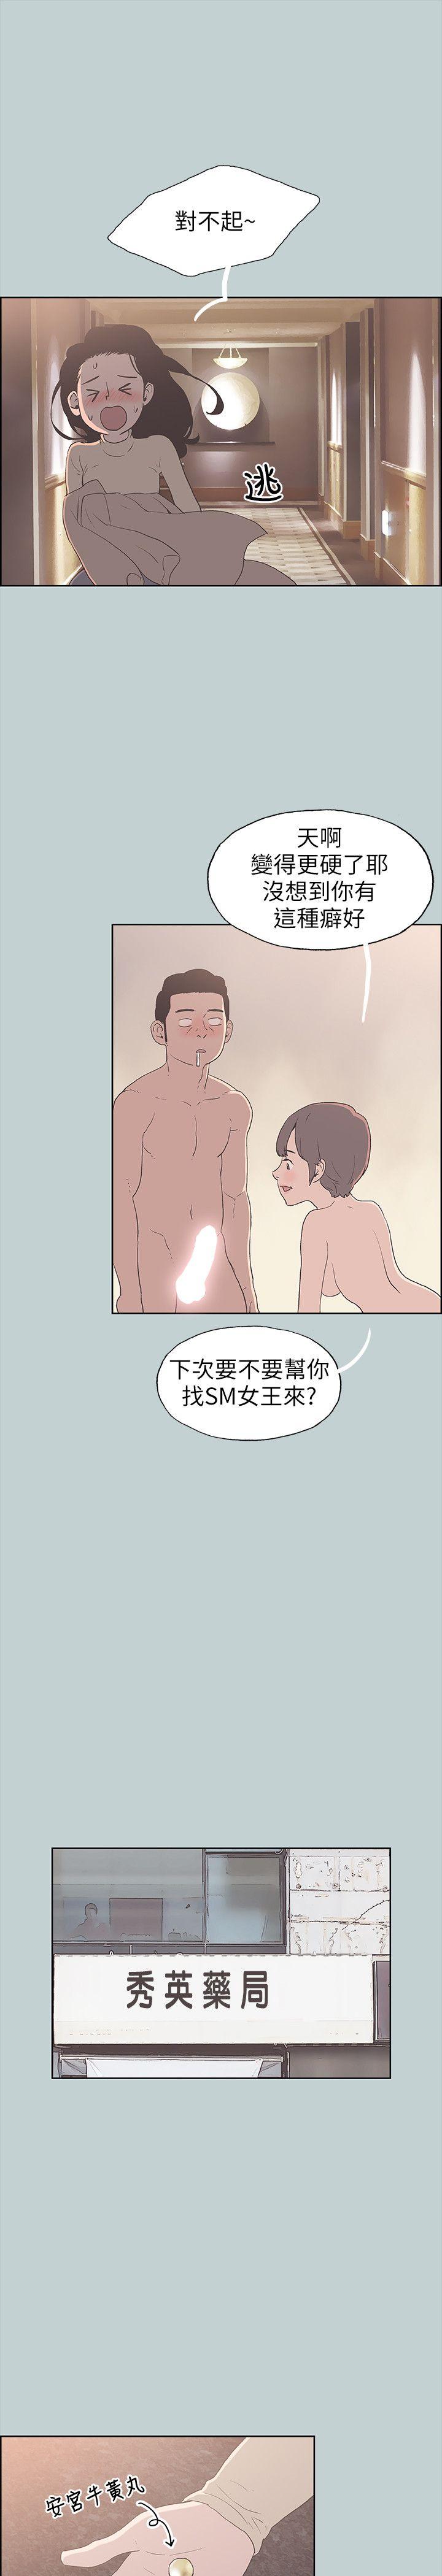 對不起~
逃
天啊
變得更硬了耶
沒想到你有
這種癖好
下次要不要幫你
找SM女王來?
秀英藥局
安宮牛黃丸